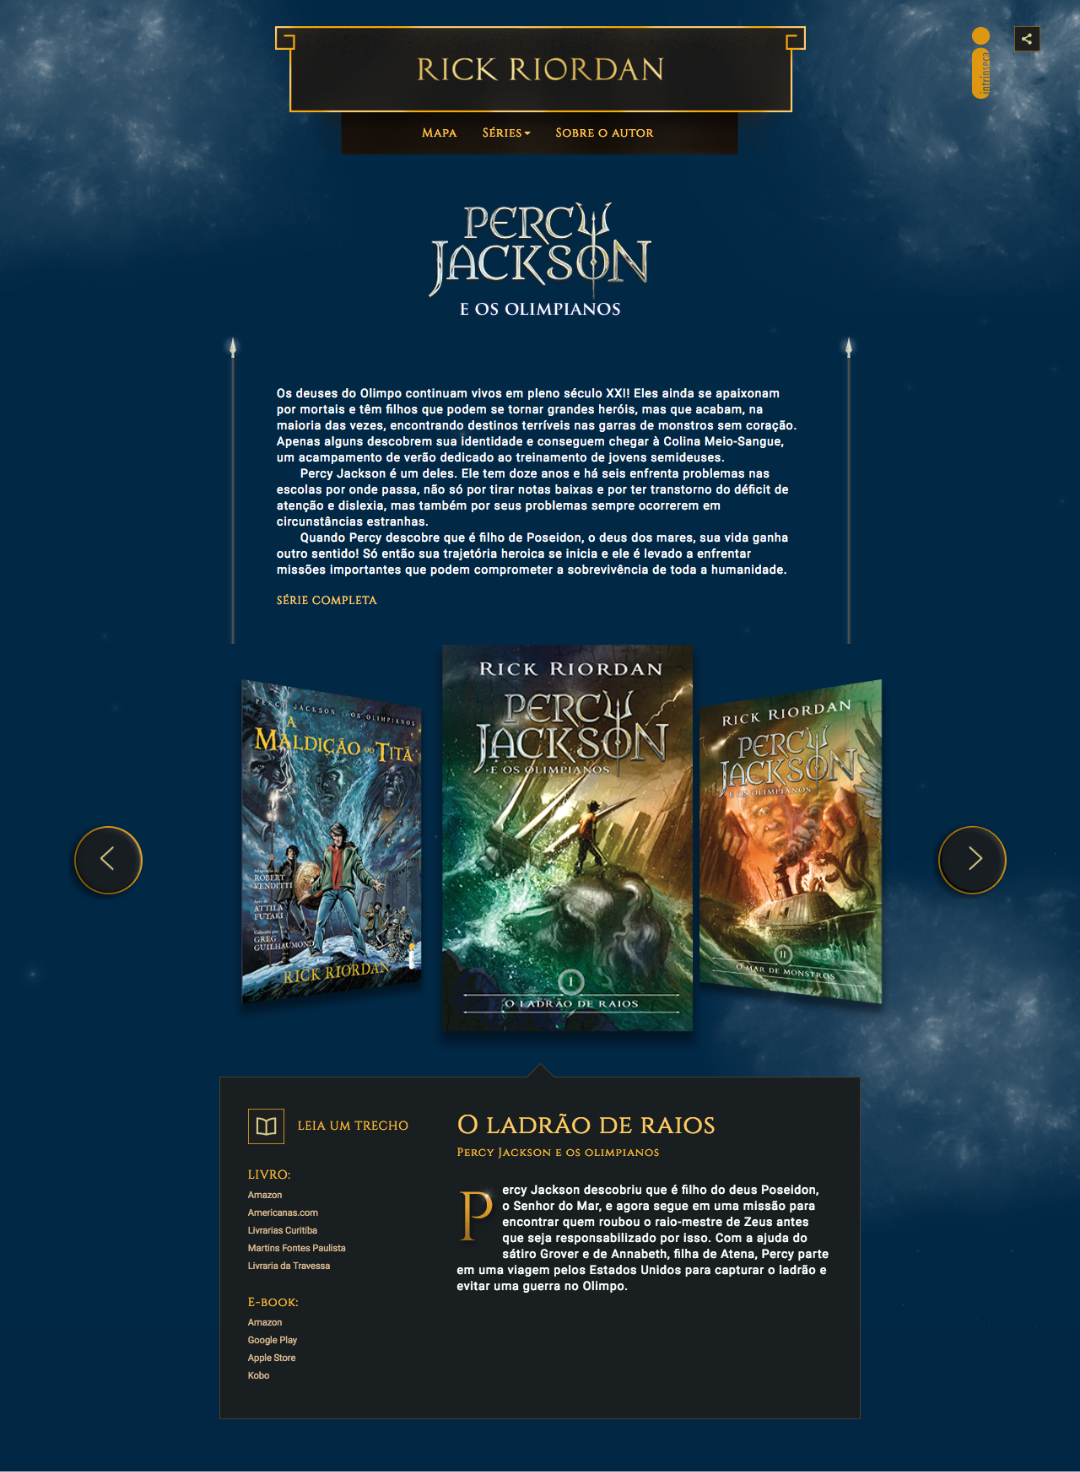 RICK RIORDAN
intrínseca
Mapa Séries Sobre o autor
PERCY
JACKSON
E OS OLIMPIANOS
Os deuses do Olimpo continuam vivos em pleno século XXI! Eles ainda se apaixonam
por mortais e têm filhos que podem se tornar grandes heróis, mas que acabam, na
maioria das vezes, encontrando destinos terríveis nas garras de monstros sem coração.
Apenas alguns descobrem sua identidade e conseguem chegar à Colina Meio-Sangue,
um acampamento de verão dedicado ao treinamento de jovens semideuses.
Percy Jackson é um deles. Ele tem doze anos e há seis enfrenta problemas nas
escolas por onde passa, não só por tirar notas baixas e por ter transtorno do déficit de
atenção e dislexia, mas também por seus problemas sempre ocorrerem em
circunstâncias estranhas.
Quando Percy descobre que é filho de Poseidon, o deus dos mares, sua vida ganha
outro sentido! Só então sua trajetória heroica se inicia e ele é levado a enfrentar
missões importantes que podem comprometer a sobrevivência de toda a humanidade.
SÉRIE COMPLETA
PERCY JACKSON E OS OLIMPIANOS
A
MALDIÇÃO DO TITÃ
Adaptação de
ROBERT
VENDITTI
Arte de
ATTILA
FUTAKI
GREG
GUILHAUMOND
RICK RIORDAN
RICK RIORDAN
PERCY
JACKSON
E OS OLIMPIANOS
I
O LADRÃO DE RAIOS
RICK RIORDAN
PERCY
JACKSON
E OS OLIMPIANOS
II
O MAR DE MONSTROS
LEIA UM TRECHO
LIVRO:
Amazon
Americanas.com
Livrarias Curitiba
Martins Fontes Paulista
Livraria da Travessa
E-BOOK:
Amazon
Google Play
Apple Store
Kobo
O LADRÃO DE RAIOS
PERCY JACKSON E OS OLIMPIANOS
Percy Jackson descobriu que é filho do deus Poseidon,
o Senhor do Mar, e agora segue em uma missão para
encontrar quem roubou o raio-mestre de Zeus antes
que seja responsabilizado por isso. Com a ajuda do
sátiro Grover e de Annabeth, filha de Atena, Percy parte
em uma viagem pelos Estados Unidos para capturar o ladrão e
evitar uma guerra no Olimpo.